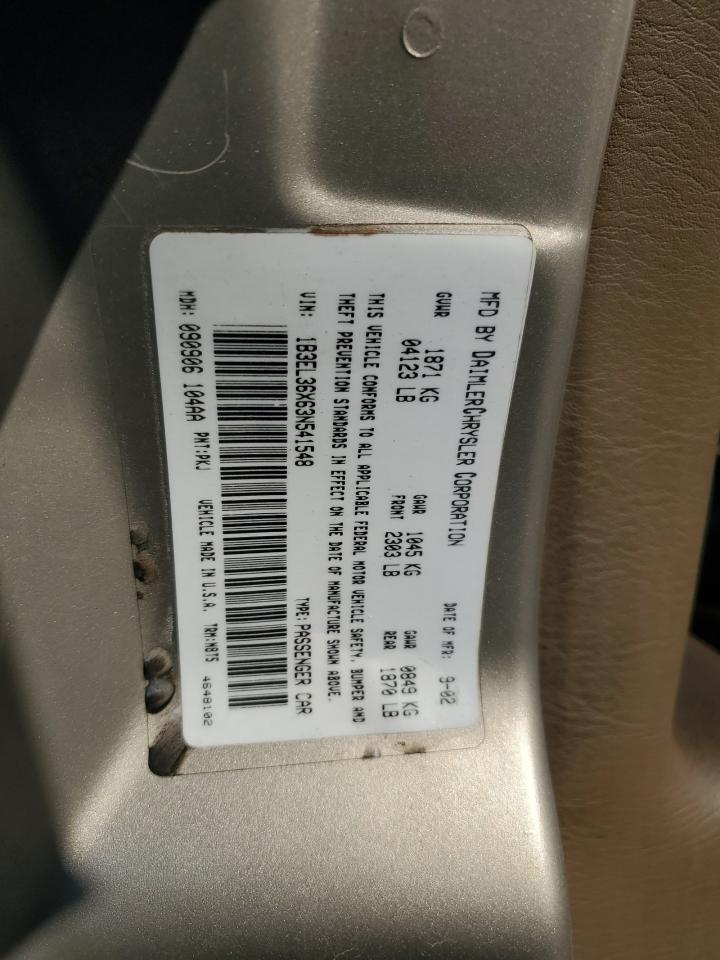 MFD BY DAIMLERCHRYSLER CORPORATION DATE OF MFR: 9-02
GVWR 1871 KG GAWR 1045 KG GAWR 0849 KG
04123 LB FRONT 2303 LB REAR 1870 LB
THIS VEHICLE CONFORMS TO ALL APPLICABLE FEDERAL MOTOR VEHICLE SAFETY, BUMPER AND
THEFT PREVENTION STANDARDS IN EFFECT ON THE DATE OF MANUFACTURE SHOWN ABOVE.
VIN: 1B3EL36X63N541548 TYPE: PASSENGER CAR
MDH: 090906 104AA PNT:PKJ VEHICLE MADE IN U.S.A. TRM:N8T5 4648102